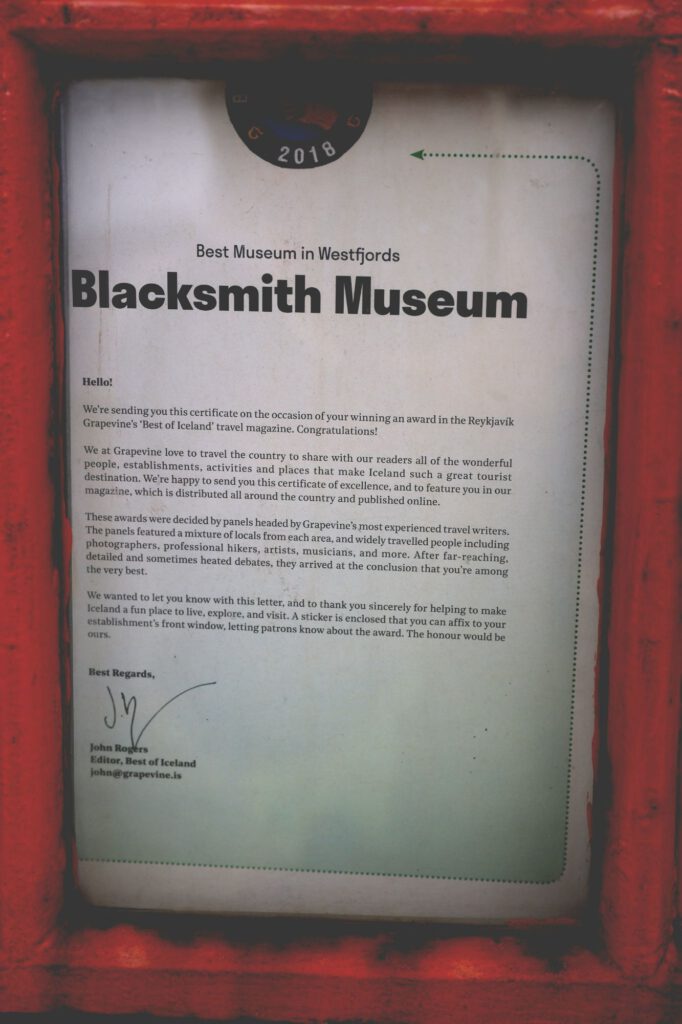 2018
Best Museum in Westfjords
Blacksmith Museum
Hello!
We're sending you this certificate on the occasion of your winning an award in the Reykjavík
Grapevine's 'Best of Iceland' travel magazine. Congratulations!
We at Grapevine love to travel the country to share with our readers all of the wonderful
people, establishments, activities and places that make Iceland such a great tourist
destination. We're happy to send you this certificate of excellence, and to feature you in our
magazine, which is distributed all around the country and published online.
These awards were decided by panels headed by Grapevine's most experienced travel writers.
The panels featured a mixture of locals from each area, and widely travelled people including
photographers, professional hikers, artists, musicians, and more. After far-reaching,
detailed and sometimes heated debates, they arrived at the conclusion that you're among
the very best.
We wanted to let you know with this letter, and to thank you sincerely for helping to make
Iceland a fun place to live, explore, and visit. A sticker is enclosed that you can affix to your
establishment's front window, letting patrons know about the award. The honour would be
ours.
Best Regards,
John Rogers
Editor, Best of Iceland
john@grapevine.is